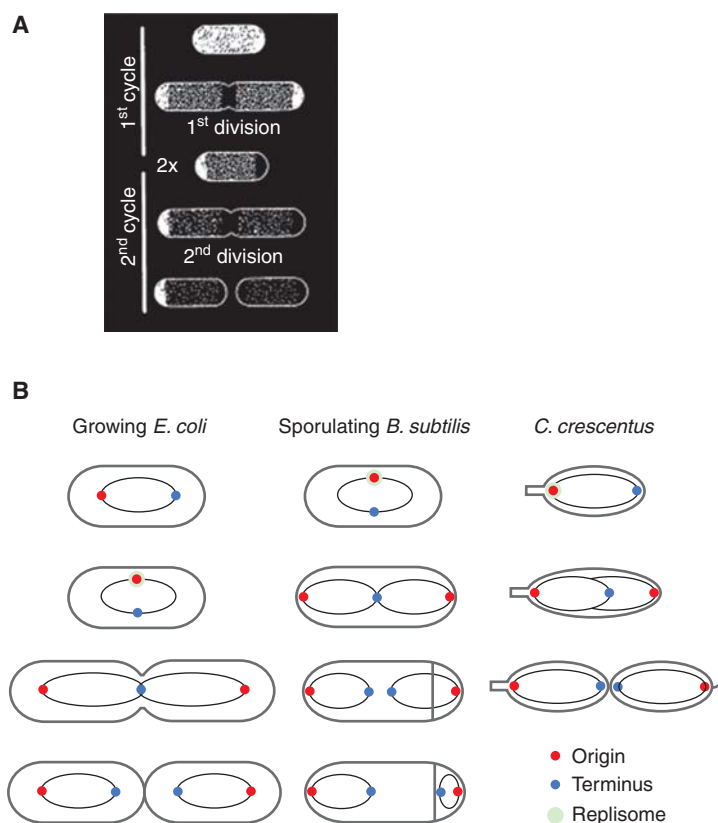 A
1st cycle
1st division
2x
2nd cycle
2nd division
B
Growing E. coli
Sporulating B. subtilis
C. crescentus
Origin
Terminus
Replisome